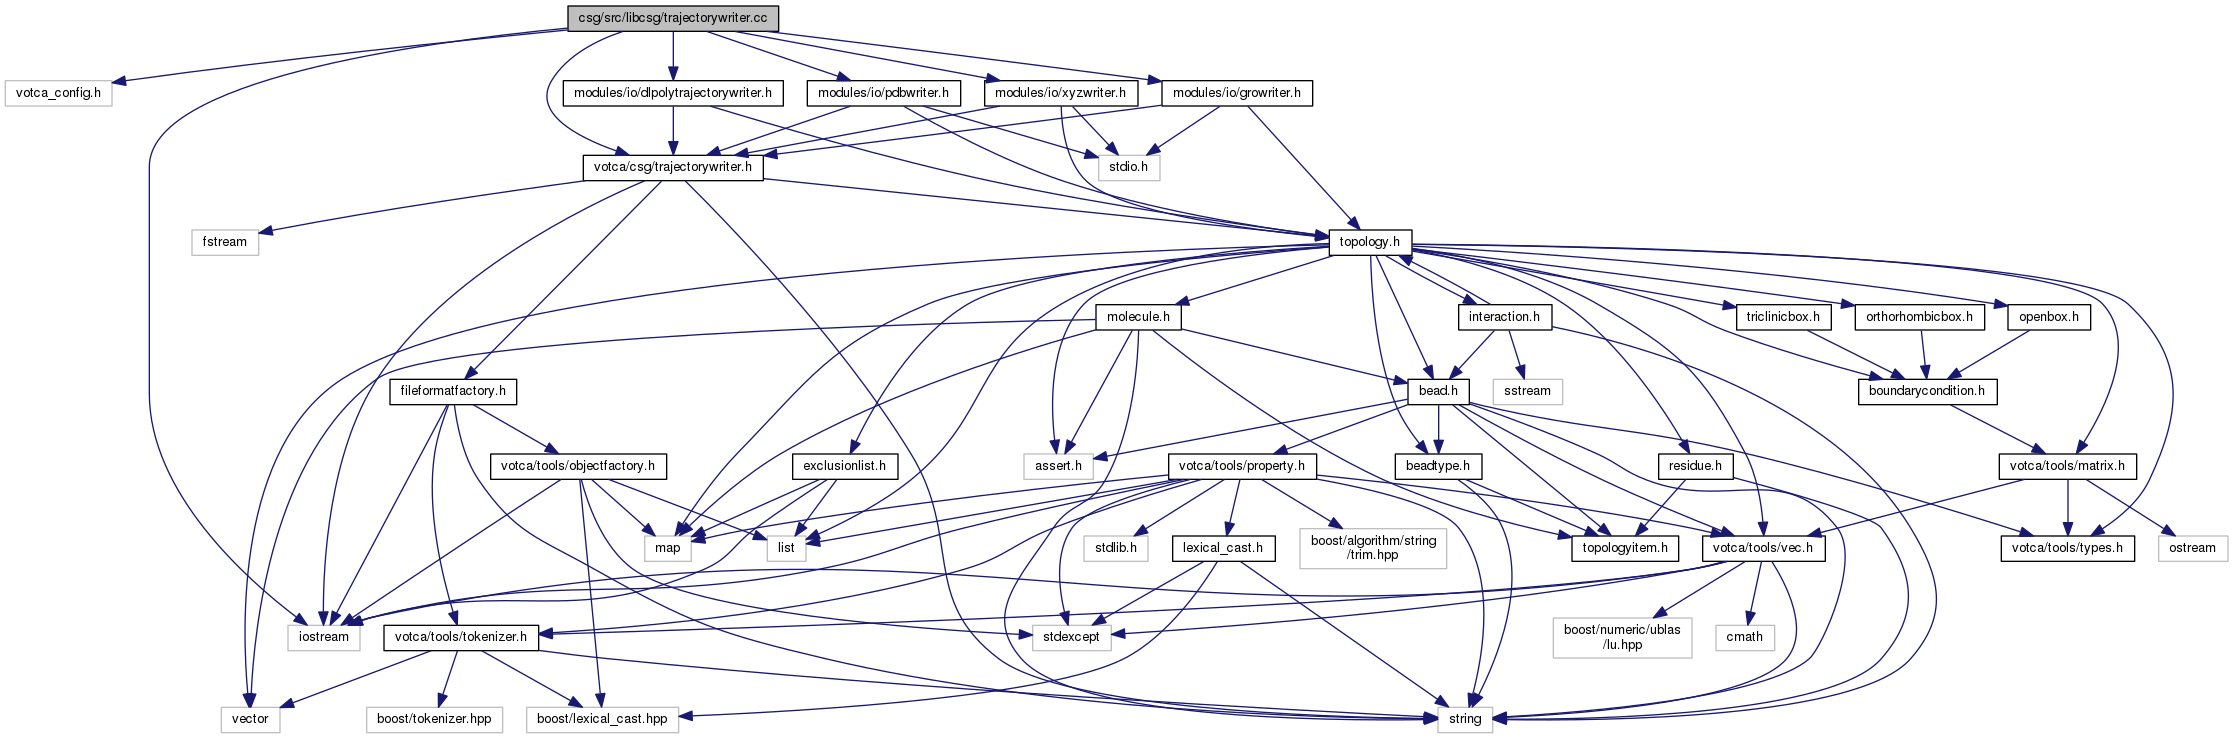 csg/src/libcsg/trajectorywriter.cc
votca_config.h
modules/io/dlpolytrajectorywriter.h
modules/io/pdbwriter.h
modules/io/xyzwriter.h
modules/io/growriter.h
votca/csg/trajectorywriter.h
stdio.h
fstream
topology.h
molecule.h
interaction.h
triclinicbox.h
orthorhombicbox.h
openbox.h
fileformatfactory.h
bead.h
sstream
boundarycondition.h
votca/tools/objectfactory.h
exclusionlist.h
assert.h
votca/tools/property.h
beadtype.h
residue.h
votca/tools/matrix.h
map
list
stdlib.h
lexical_cast.h
boost/algorithm/string
/trim.hpp
topologyitem.h
votca/tools/vec.h
votca/tools/types.h
ostream
iostream
votca/tools/tokenizer.h
stdexcept
boost/numeric/ublas
/lu.hpp
cmath
vector
boost/tokenizer.hpp
boost/lexical_cast.hpp
string